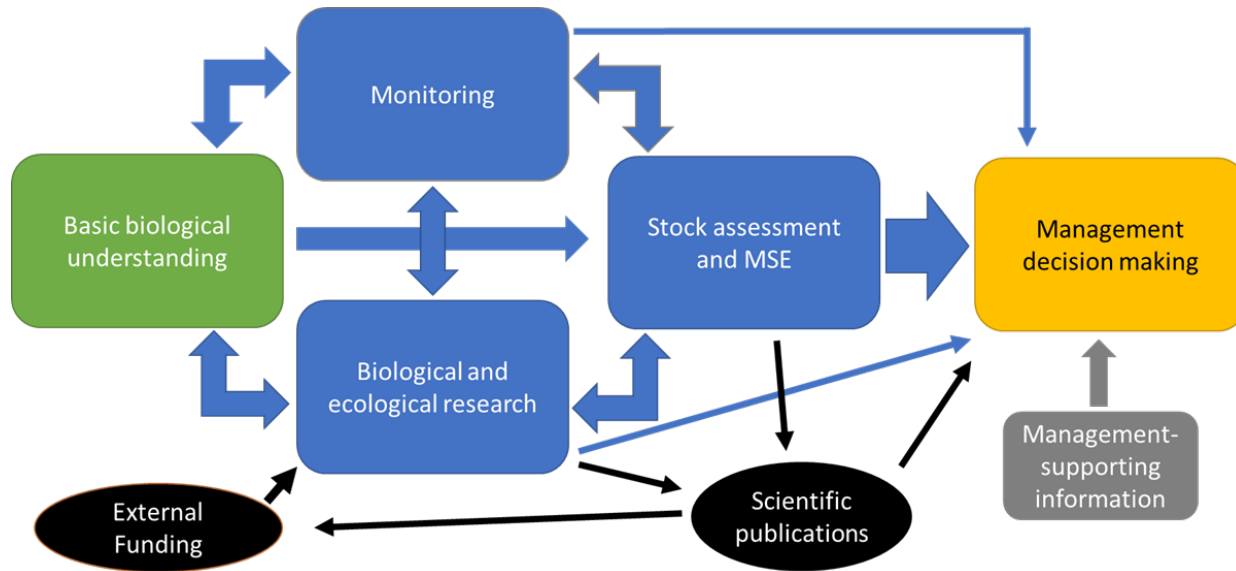 Monitoring
Basic biological
understanding
Stock assessment
and MSE
Management
decision making
Biological and
ecological research
Management-
supporting
information
External
Funding
Scientific
publications